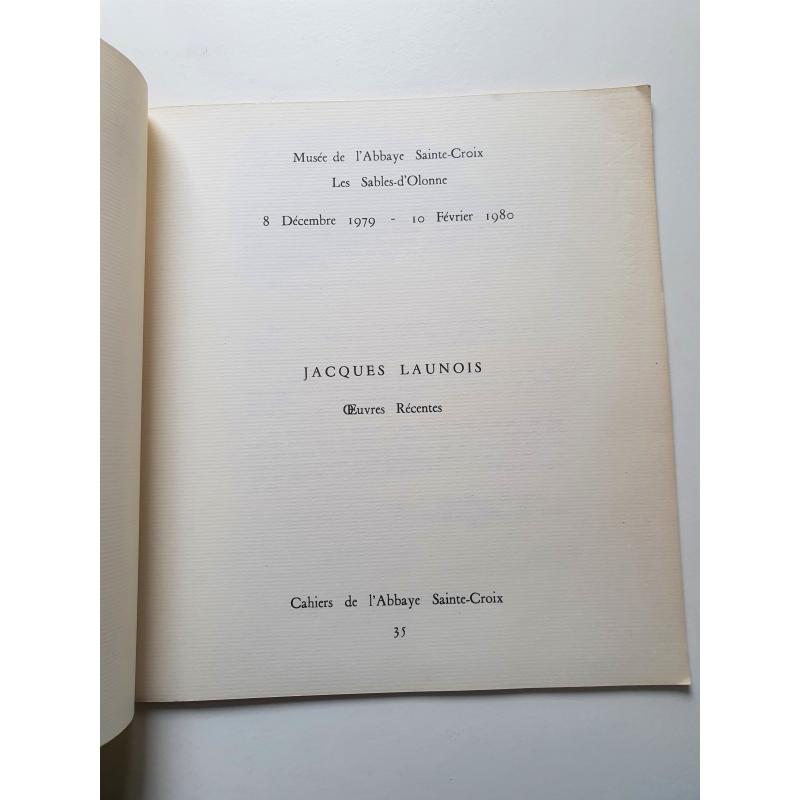 Musée de l'Abbaye Sainte-Croix
Les Sables-d'Olonne
8 Décembre 1979 - 10 Février 1980
JACQUES LAUNOIS
Œuvres Récentes
Cahiers de l'Abbaye Sainte-Croix
35